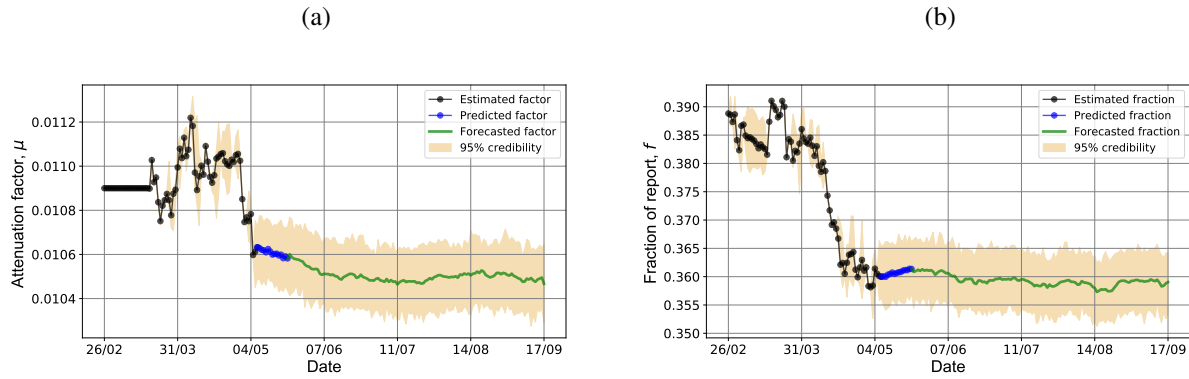 (a)
Estimated factor
Predicted factor
Forecasted factor
95% credibility
Attenuation factor, μ
0.0112
0.0110
0.0108
0.0106
0.0104
26/02 31/03 04/05 07/06 11/07 14/08 17/09
Date
(b)
Estimated fraction
Predicted fraction
Forecasted fraction
95% credibility
Fraction of report, f
0.390
0.385
0.380
0.375
0.370
0.365
0.360
0.355
0.350
26/02 31/03 04/05 07/06 11/07 14/08 17/09
Date